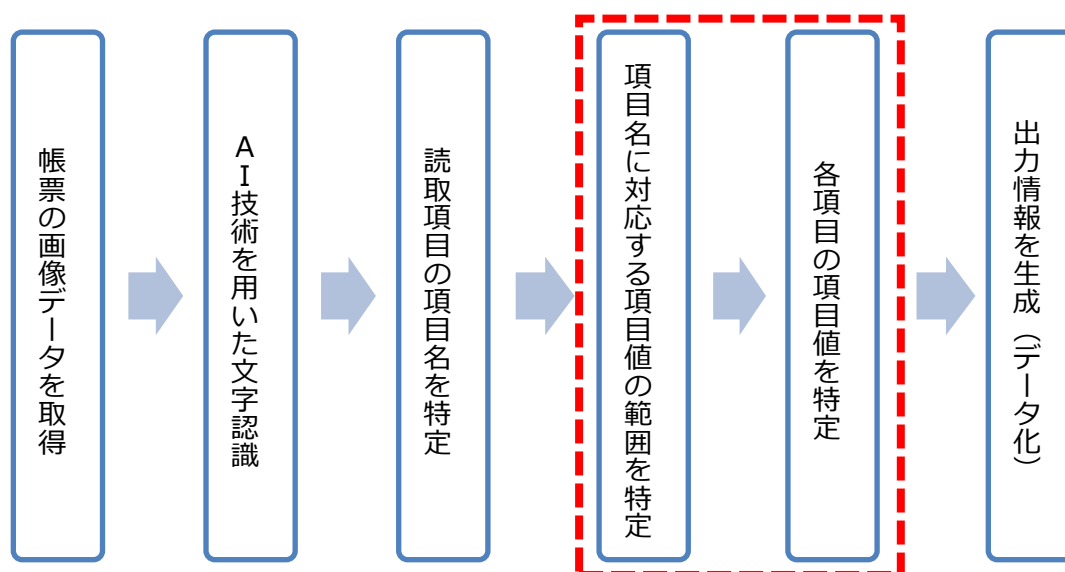 帳票の画像データを取得
AI技術を用いた文字認識
読取項目の項目名を特定
項目名に対応する項目値の範囲を特定
各項目の項目値を特定
出力情報を生成（データ化）